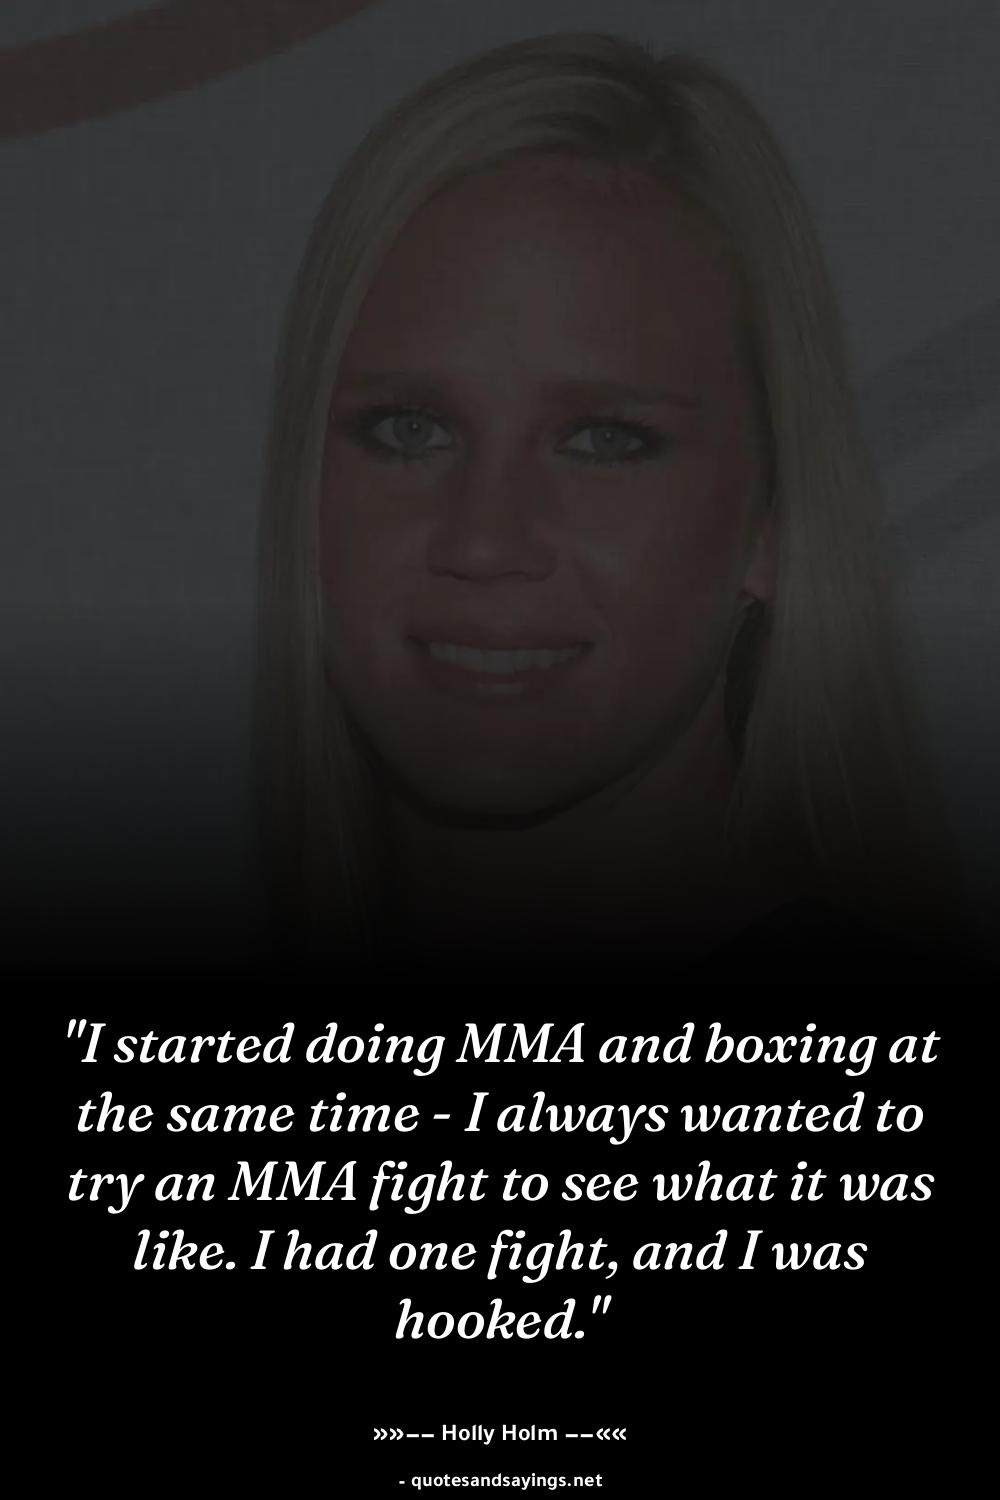 "I started doing MMA and boxing at
the same time - I always wanted to
try an MMA fight to see what it was
like. I had one fight, and I was
hooked."
»»–– Holly Holm ––««
- quotesandsayings.net